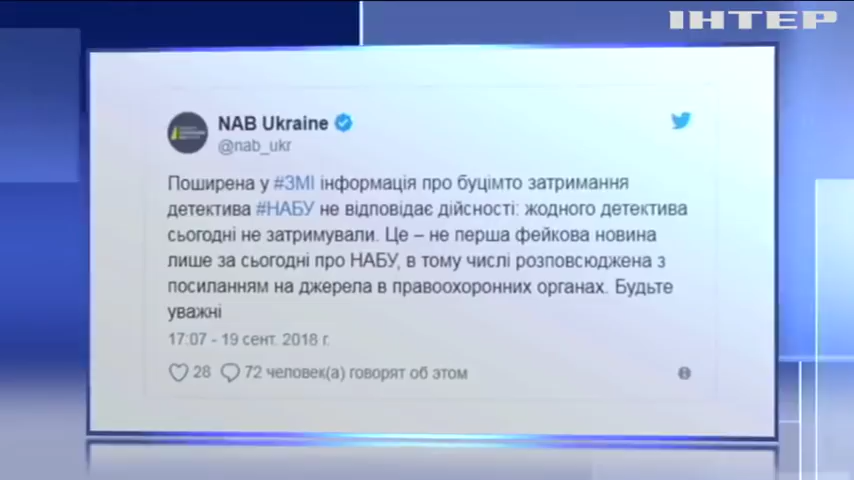 ІНТЕР
NAB Ukraine
@nab_ukr
Поширена у #ЗМІ інформація про буцімто затримання
детектива #НАБУ не відповідає дійсності: жодного детектива
сьогодні не затримували. Це – не перша фейкова новина
лише за сьогодні про НАБУ, в тому числі розповсюджена з
посиланням на джерела в правоохоронних органах. Будьте
уважні
17:07 - 19 сент. 2018 г.
28 72 человек(а) говорят об этом